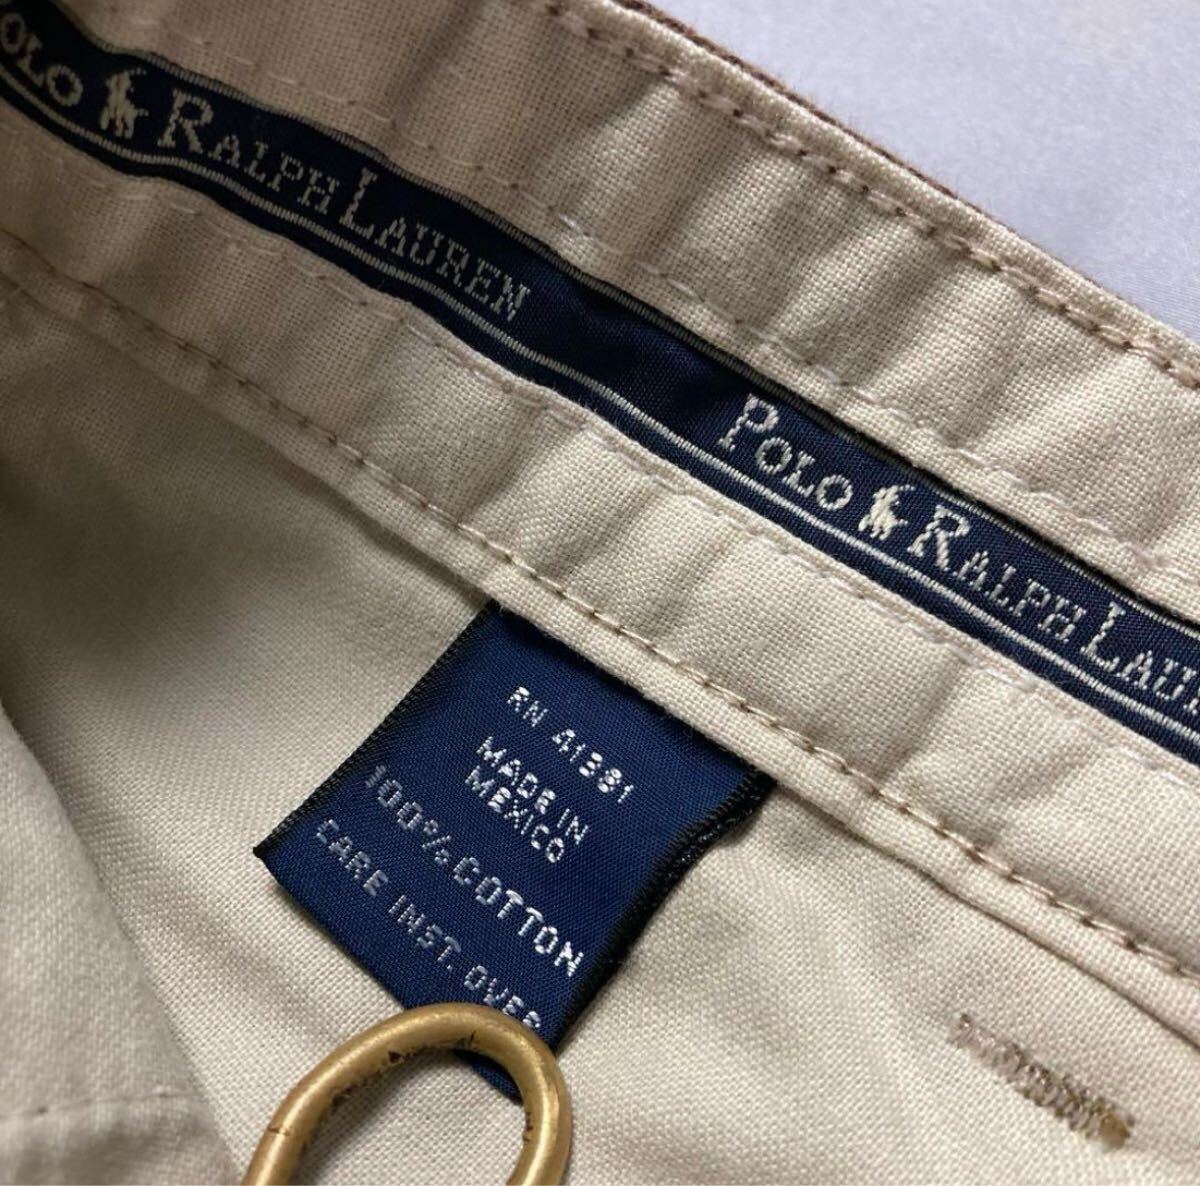 POLO RALPH LAUREN
POLO RALPH LAU
RN 41381
MADE IN
MEXICO
100% COTTON
CARE INST. OVER